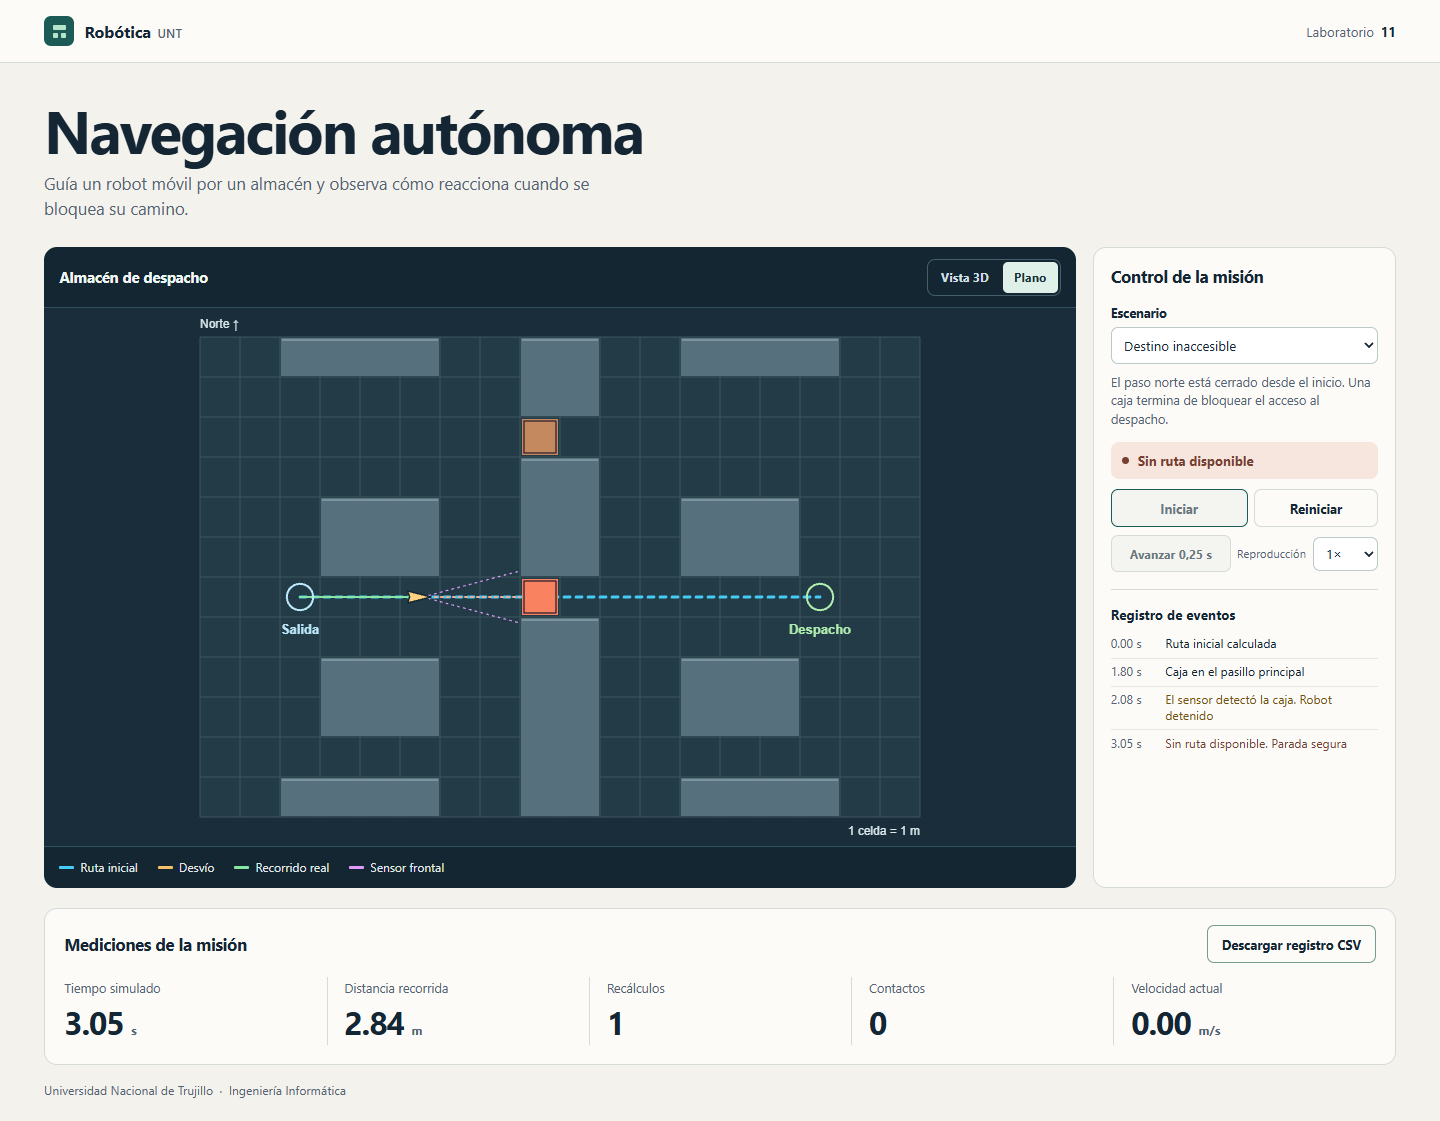 Robótica UNT
Laboratorio 11
Navegación autónoma
Guía un robot móvil por un almacén y observa cómo reacciona cuando se
bloquea su camino.
Almacén de despacho
Vista 3D
Plano
Norte ↑
Salida
Despacho
1 celda = 1 m
Ruta inicial
Desvío
Recorrido real
Sensor frontal
Control de la misión
Escenario
Destino inaccesible
El paso norte está cerrado desde el inicio. Una
caja termina de bloquear el acceso al
despacho.
Sin ruta disponible
Iniciar
Reiniciar
Avanzar 0,25 s
Reproducción
1×
Registro de eventos
0.00 s Ruta inicial calculada
1.80 s Caja en el pasillo principal
2.08 s El sensor detectó la caja. Robot
detenido
3.05 s Sin ruta disponible. Parada segura
Mediciones de la misión
Descargar registro CSV
Tiempo simulado
3.05 s
Distancia recorrida
2.84 m
Recálculos
1
Contactos
0
Velocidad actual
0.00 m/s
Universidad Nacional de Trujillo · Ingeniería Informática